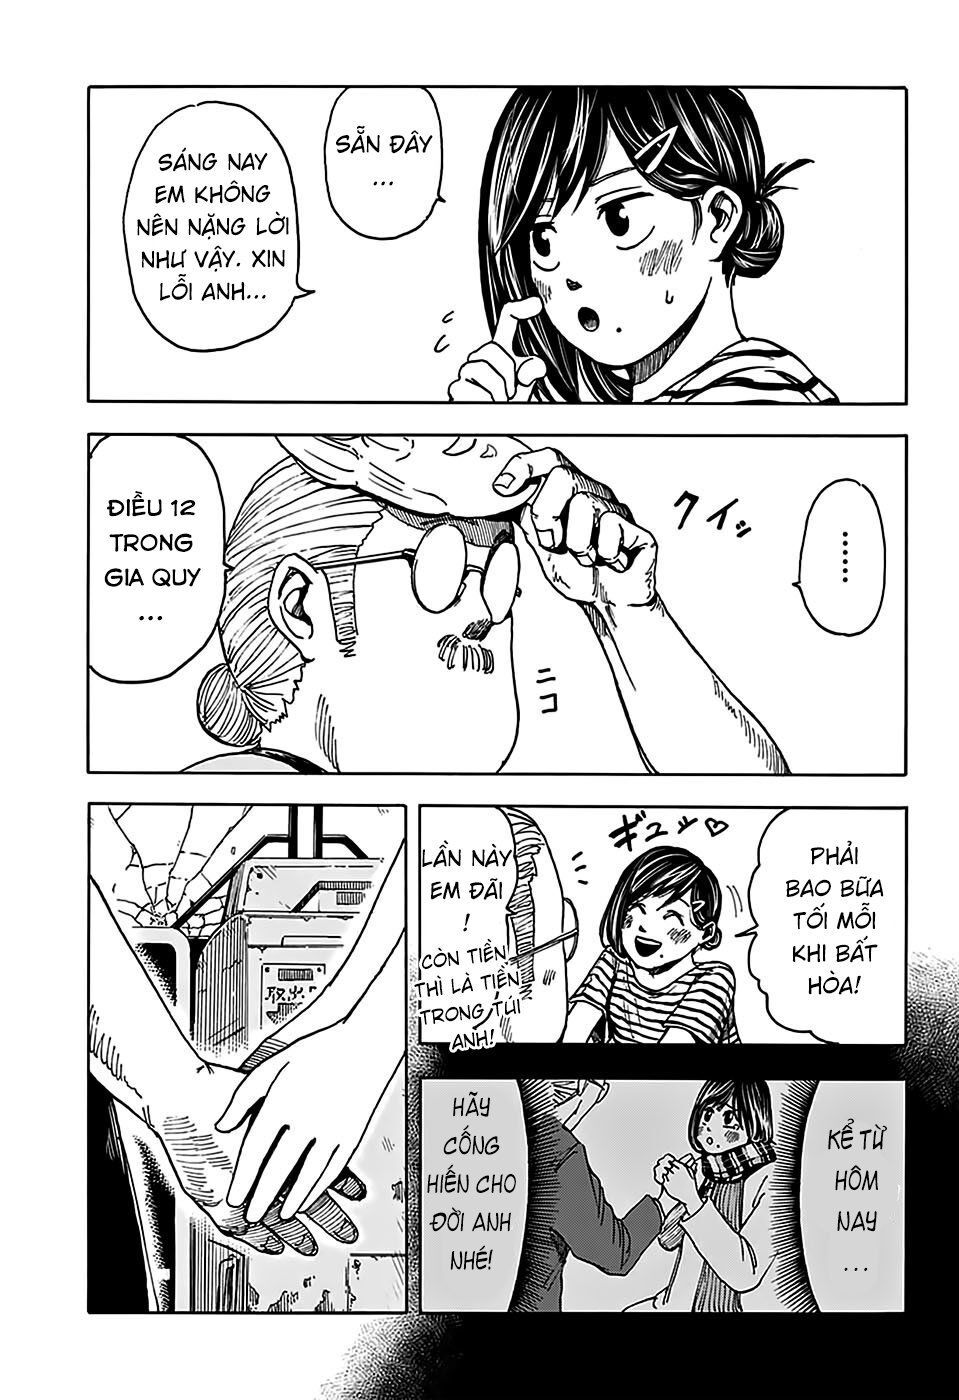 SẴN ĐÂY
...
SÁNG NAY
EM KHÔNG
NÊN NẶNG LỜI
NHƯ VẬY. XIN
LỖI ANH...
......
クイッ
ニコ
ĐIỀU 12
TRONG
GIA QUY
...
PHẢI
BAO BỮA
TỐI MỖI
KHI BẤT
HÒA!
ギュッ♡
LẦN NÀY
EM ĐÃI
!
CÒN TIỀN
THÌ LÀ TIỀN
TRONG TÚI
ANH!
取出
KỂ TỪ
HÔM
NAY
...
HÃY
CỐNG
HIẾN CHO
ĐỜI ANH
NHÉ!